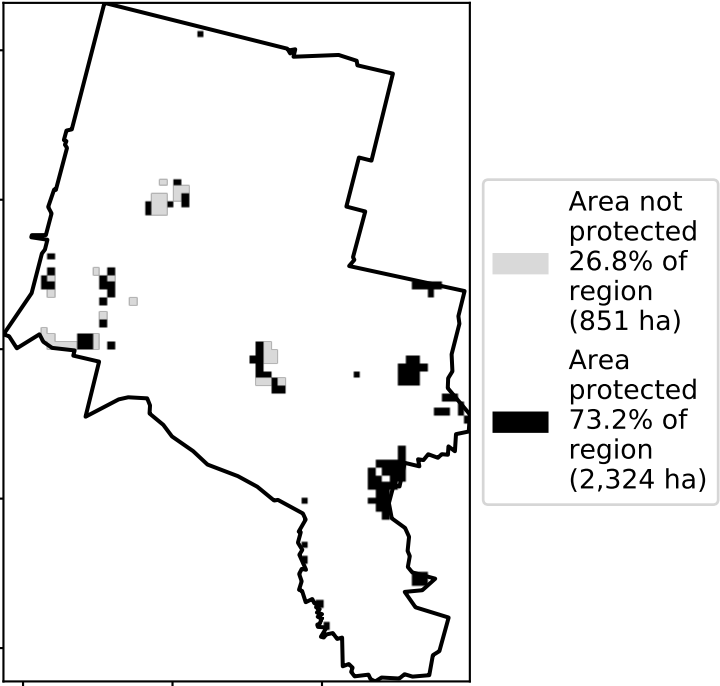 Area not
protected
26.8% of
region
(851 ha)
Area
protected
73.2% of
region
(2,324 ha)